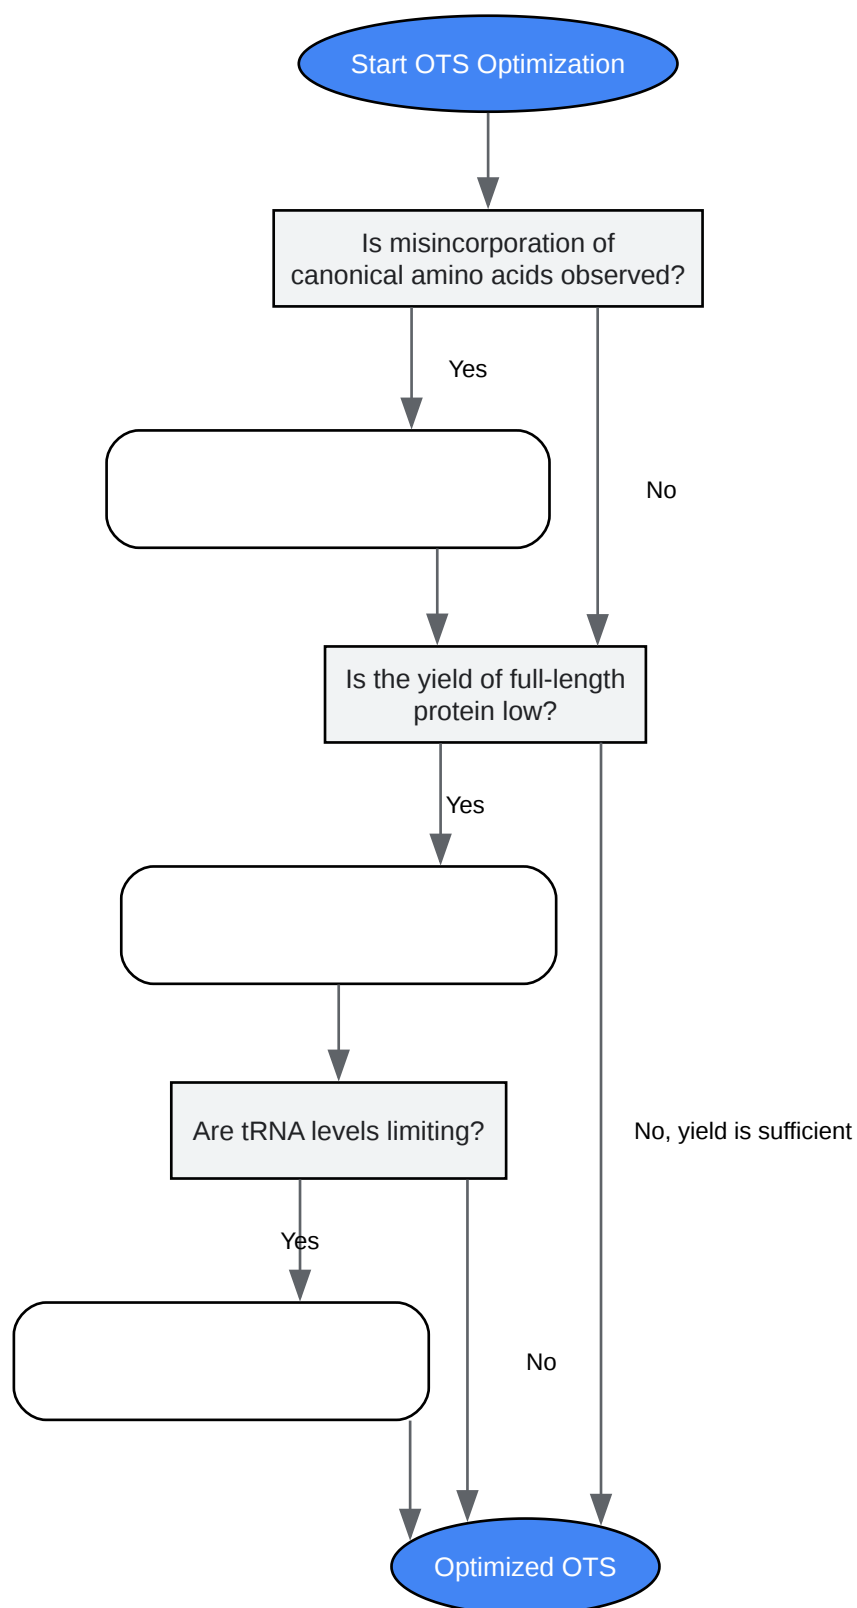 Start OTS Optimization
Is misincorporation of
canonical amino acids observed?
Yes
No
Is the yield of full-length
protein low?
Yes
Are tRNA levels limiting?
No, yield is sufficient
Yes
No
Optimized OTS